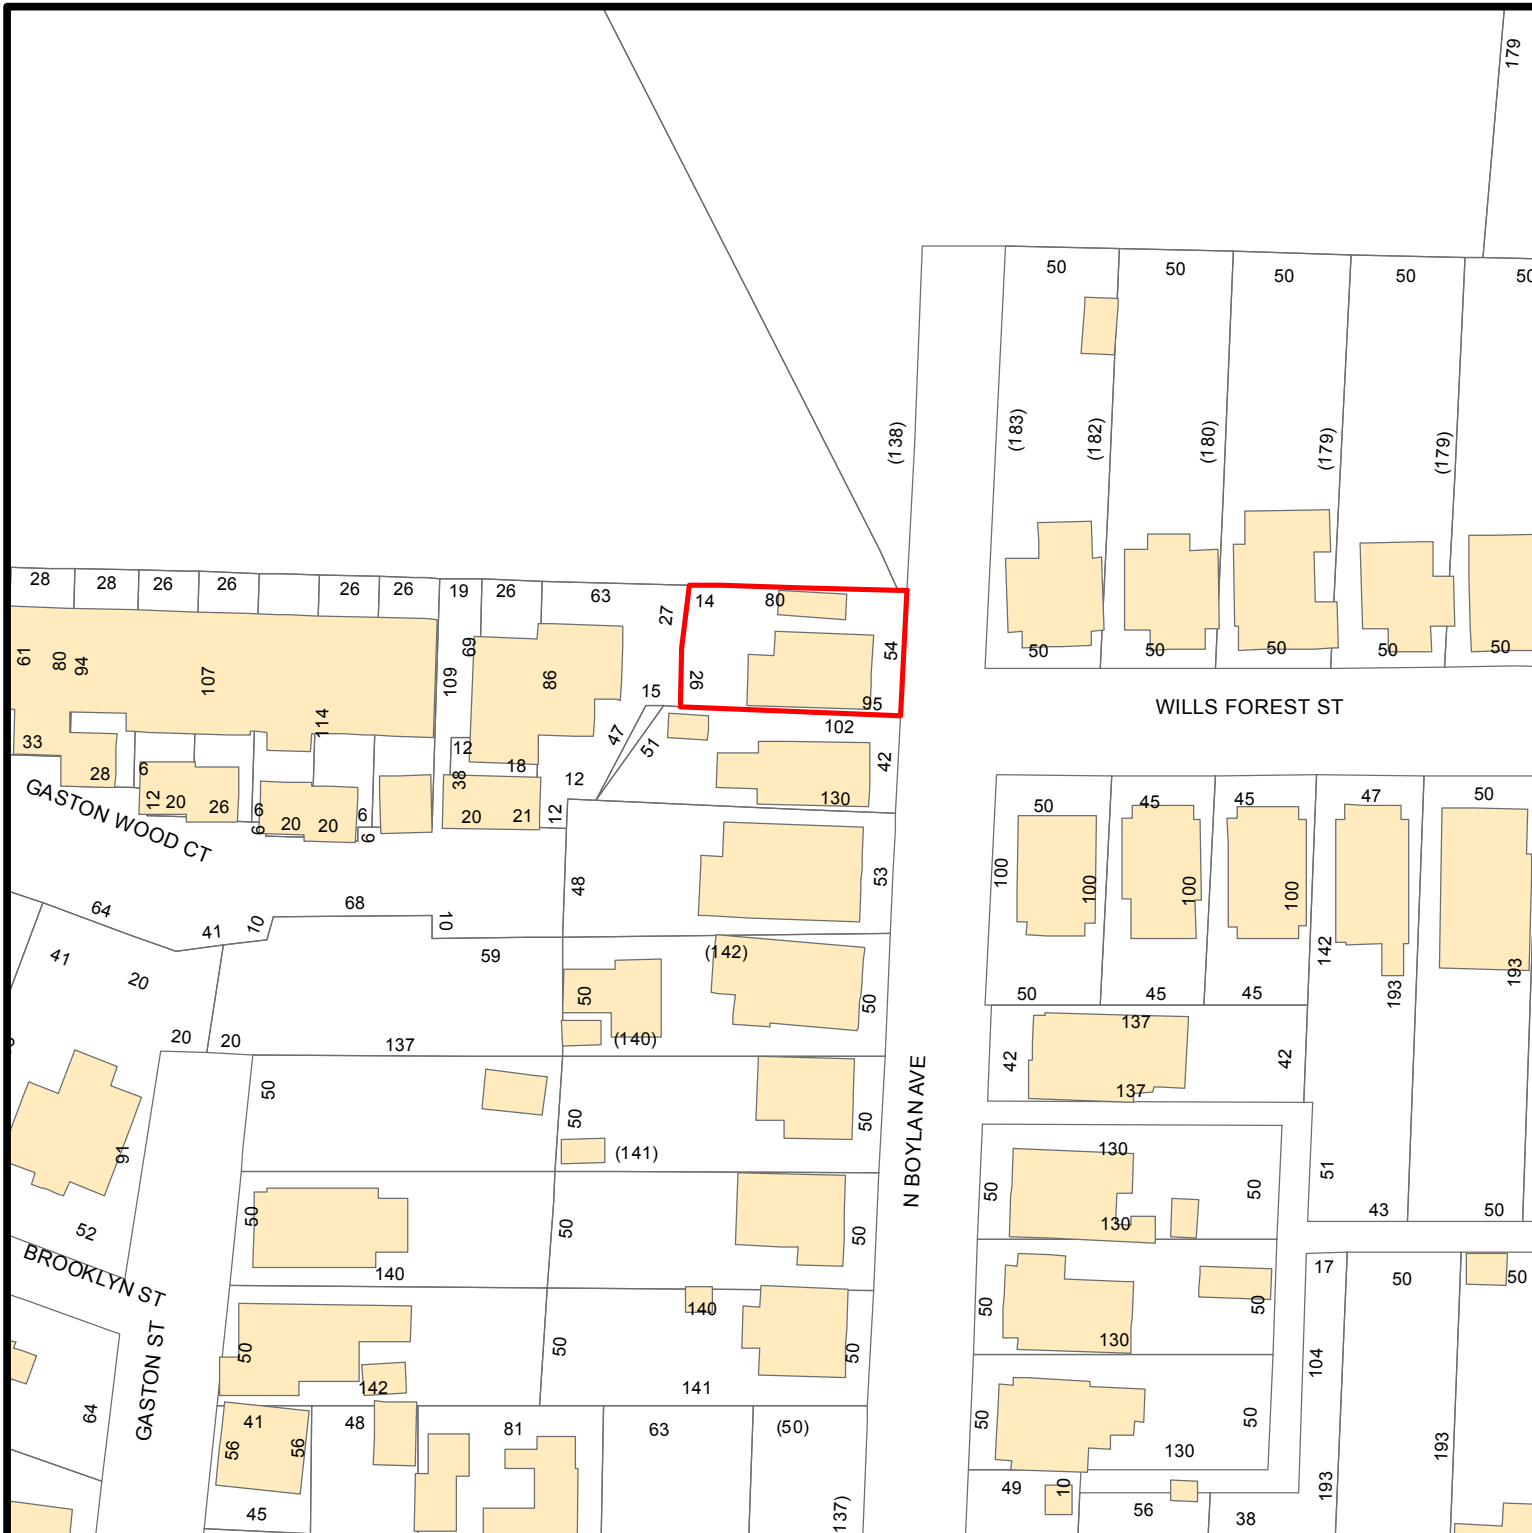 179
50 50 50 50 50
(138) (183) (182) (180) (179) (179)
28 28 26 26 26 26 19 26 63 27 14 80
61 80 94 107 114 109 69 86 15 26 54 95
50 50 50 50 50
WILLS FOREST ST
33 28 6 12 20 26 6 6 20 20 6 6
12 38 18 20 21 12 12 47 51 102 42 130
GASTON WOOD CT
50 45 45 47 50
100 100 100 100 142 193 193
64 41 10 68 10 48 53
41 20 59 (142) 50 50
50 45 45
20 20 137 (140)
137 42 42 137
N BOYLAN AVE
50 50 (141) 50
91 52
130 50 50 130 51 43 50
50 50 50
140
BROOKLYN ST
GASTON ST
17 50 50
50 50 130 104
50 50 140 50
142 141
64
41 56 56 48 81 63 (50)
50 50 130
45 137)
49 10 56 38 193 193